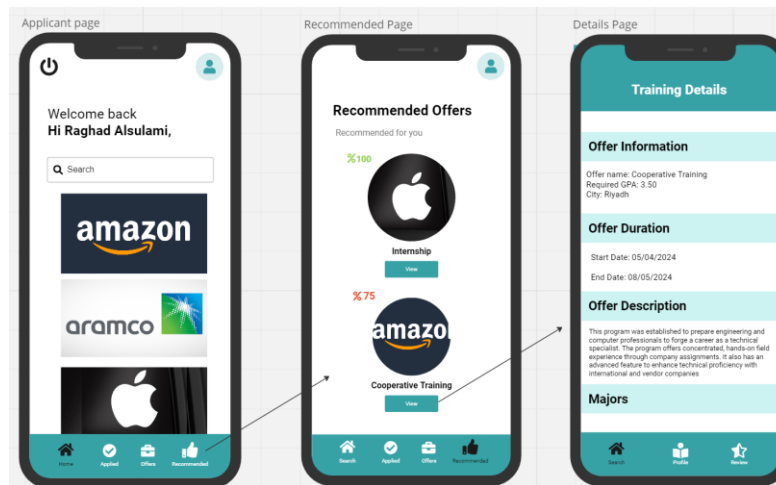 Applicant page
Welcome back
Hi Raghad Alsulami,
Search
amazon
aramco
Home
Applied
Offers
Recommended
Recommended Page
Recommended Offers
Recommended for you
%100
Internship
View
%75
amazo
Cooperative Training
View
Search
Applied
Offers
Recommended
Details Page
Training Details
Offer Information
Offer name: Cooperative Training
Required GPA: 3.50
City: Riyadh
Offer Duration
Start Date: 05/04/2024
End Date: 08/05/2024
Offer Description
This program was established to prepare engineering and
computer professionals to forge a career as a technical
specialist. The program offers concentrated, hands-on field
experience through company assignments. It also has an
advanced feature to enhance technical proficiency with
international and vendor companies
Majors
Search
Profile
Review